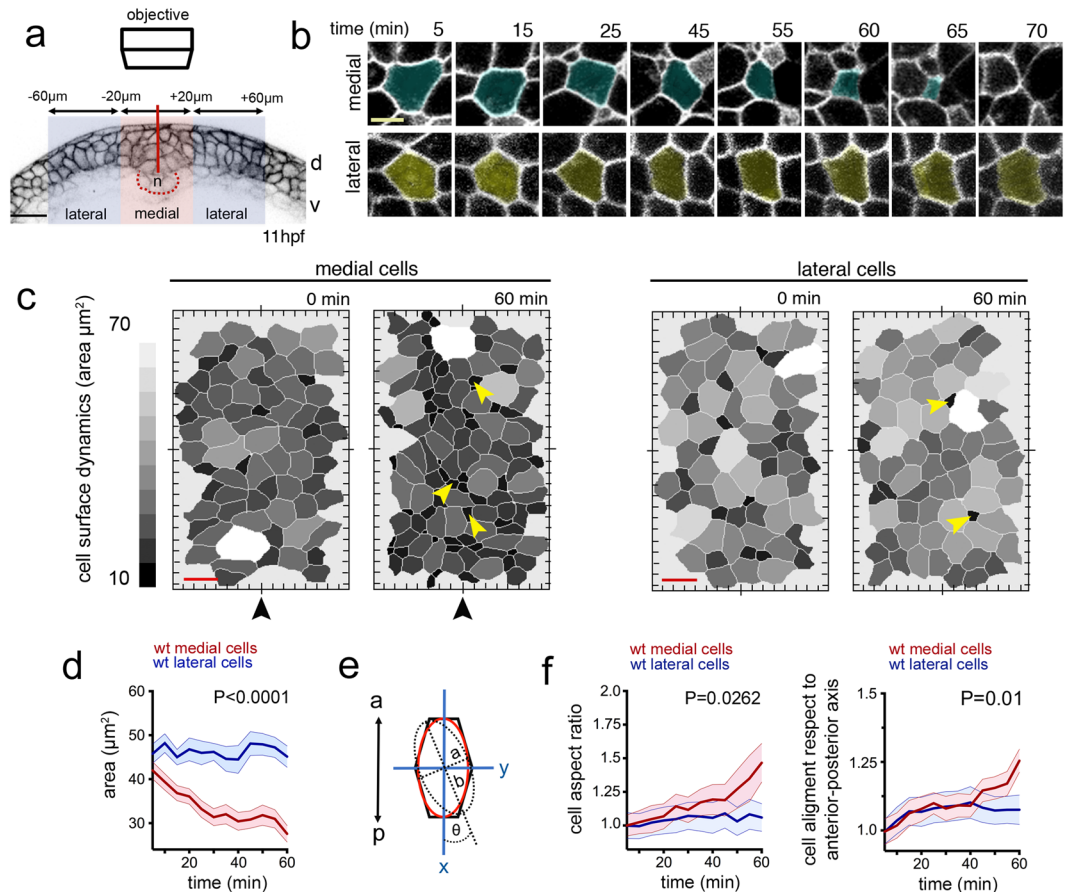 a
objective
-60μm -20μm +20μm +60μm
n
d
v
lateral medial lateral
11hpf
b
time (min) 5 15 25 45 55 60 65 70
medial
lateral
c
medial cells
0 min 60 min
lateral cells
0 min 60 min
cell surface dynamics (area μm²)
70
10
d
wt medial cells
wt lateral cells
P<0.0001
area (μm²)
60
50
40
30
20 40 60
time (min)
e
a
p
a
b
y
θ
x
f
wt medial cells
wt lateral cells
P=0.0262
cell aspect ratio
2.0
1.75
1.5
1.25
1.0
20 40 60
time (min)
wt medial cells
wt lateral cells
P=0.01
cell aligment respect to
anterior-posterior axis
1.5
1.25
1.0
20 40 60
time (min)